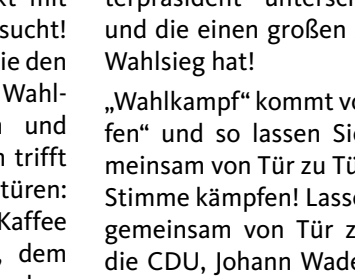 kt mit
sucht!
ie den
Wahl-
und
trifft
türen:
Kaffee
, dem
terpräsident
und die einen großen
Wahlsieg hat!
„Wahlkampf“ kommt vo
fen“ und so lassen Sie
meinsam von Tür zu Tü
Stimme kämpfen! Lasse
gemeinsam von Tür z
die CDU, Johann Wade